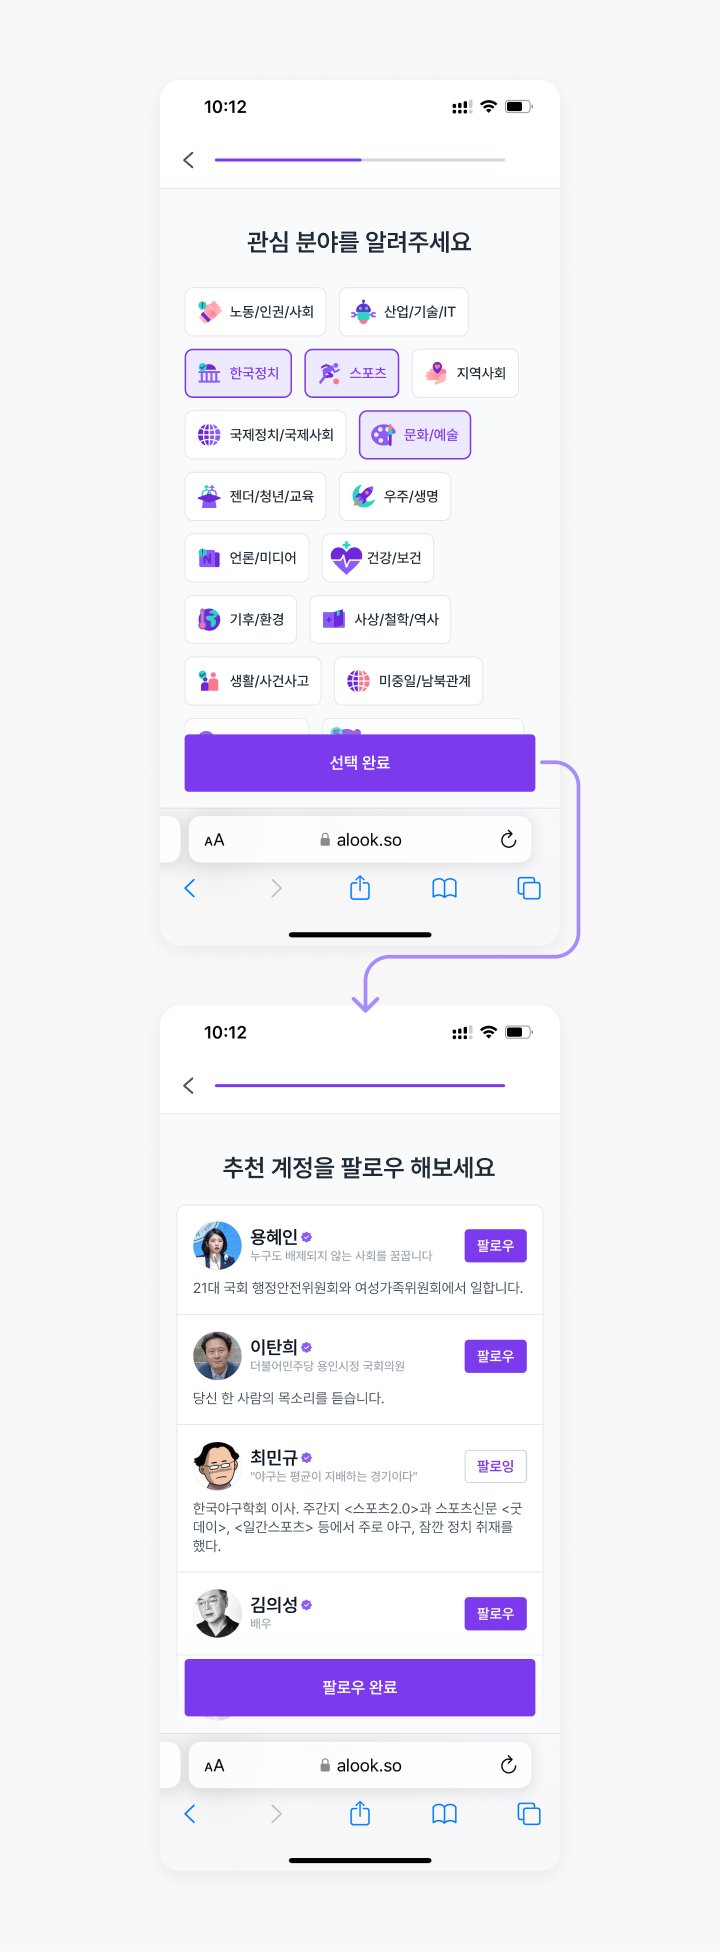 10:12
관심 분야를 알려주세요
노동/인권/사회
산업/기술/IT
한국정치
스포츠
지역사회
국제정치/국제사회
문화/예술
젠더/청년/교육
우주/생명
언론/미디어
건강/보건
기후/환경
사상/철학/역사
생활/사건사고
미중일/남북관계
선택 완료
AA
alook.so
10:12
추천 계정을 팔로우 해보세요
용혜인
팔로우
누구도 배제되지 않는 사회를 꿈꿉니다
21대 국회 행정안전위원회와 여성가족위원회에서 일합니다.
이탄희
팔로우
더불어민주당 용인시정 국회의원
당신 한 사람의 목소리를 듣습니다.
최민규
팔로잉
"야구는 평균이 지배하는 경기이다"
한국야구학회 이사. 주간지 <스포츠2.0>과 스포츠신문 <굿
데이>, <일간스포츠> 등에서 주로 야구, 잠깐 정치 취재를
했다.
김의성
팔로우
배우
팔로우 완료
AA
alook.so